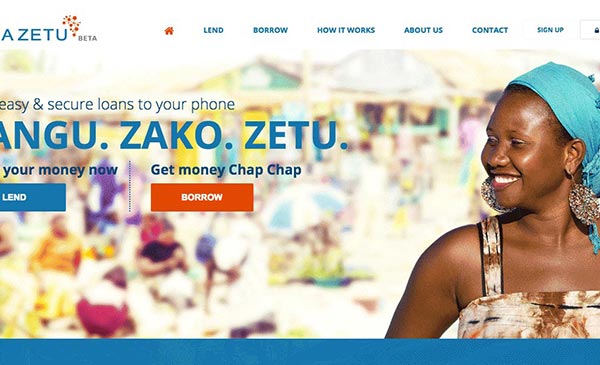 AZETU BETA
LEND BORROW HOW IT WORKS ABOUT US CONTACT SIGN UP
easy & secure loans to your phone
ANGU. ZAKO. ZETU.
your money now Get money Chap Chap
LEND BORROW